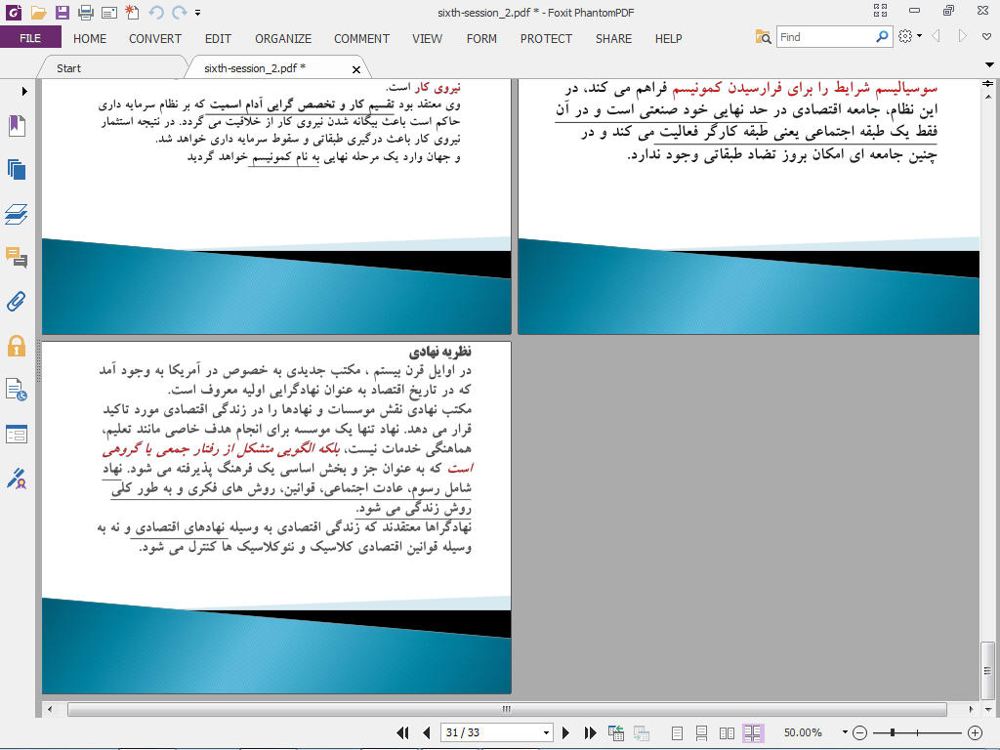 sixth-session_2.pdf * - Foxit PhantomPDF
FILE HOME CONVERT EDIT ORGANIZE COMMENT VIEW FORM PROTECT SHARE HELP
Find
Start
sixth-session_2.pdf *
نیروی کار است.
وی معتقد بود تقسیم کار و تخصص گرایی آدام اسمیت که بر نظام سرمایه داری
حاکم است باعث بیگانه شدن نیروی کار از خلاقیت می گردد. در نتیجه استثمار
نیروی کار باعث درگیری طبقاتی و سقوط سرمایه داری خواهد شد.
و جهان وارد یک مرحله نهایی به نام کمونیسم خواهد گردید
سوسیالیسم شرایط را برای فرارسیدن کمونیسم فراهم می کند، در
این نظام، جامعه اقتصادی در حد نهایی خود صنعتی است و در آن
فقط یک طبقه اجتماعی یعنی طبقه کارگر فعالیت می کند و در
چنین جامعه ای امکان بروز تضاد طبقاتی وجود ندارد.
نظریه نهادی
در اوایل قرن بیستم ، مکتب جدیدی به خصوص در آمریکا به وجود آمد
که در تاریخ اقتصاد به عنوان نهادگرایی اولیه معروف است.
مکتب نهادی نقش موسسات و نهادها را در زندگی اقتصادی مورد تاکید
قرار می دهد. نهاد تنها یک موسسه برای انجام هدف خاصی مانند تعلیم،
هماهنگی خدمات نیست، بلکه الگویی متشکل از رفتار جمعی یا گروهی
است که به عنوان جز و بخش اساسی یک فرهنگ پذیرفته می شود. نهاد
شامل رسوم، عادت اجتماعی، قوانین، روش های فکری و به طور کلی
روش زندگی می شود.
نهادگراها معتقدند که زندگی اقتصادی به وسیله نهادهای اقتصادی و نه به
وسیله قوانین اقتصادی کلاسیک و نئوکلاسیک ها کنترل می شود.
31 / 33
50.00%